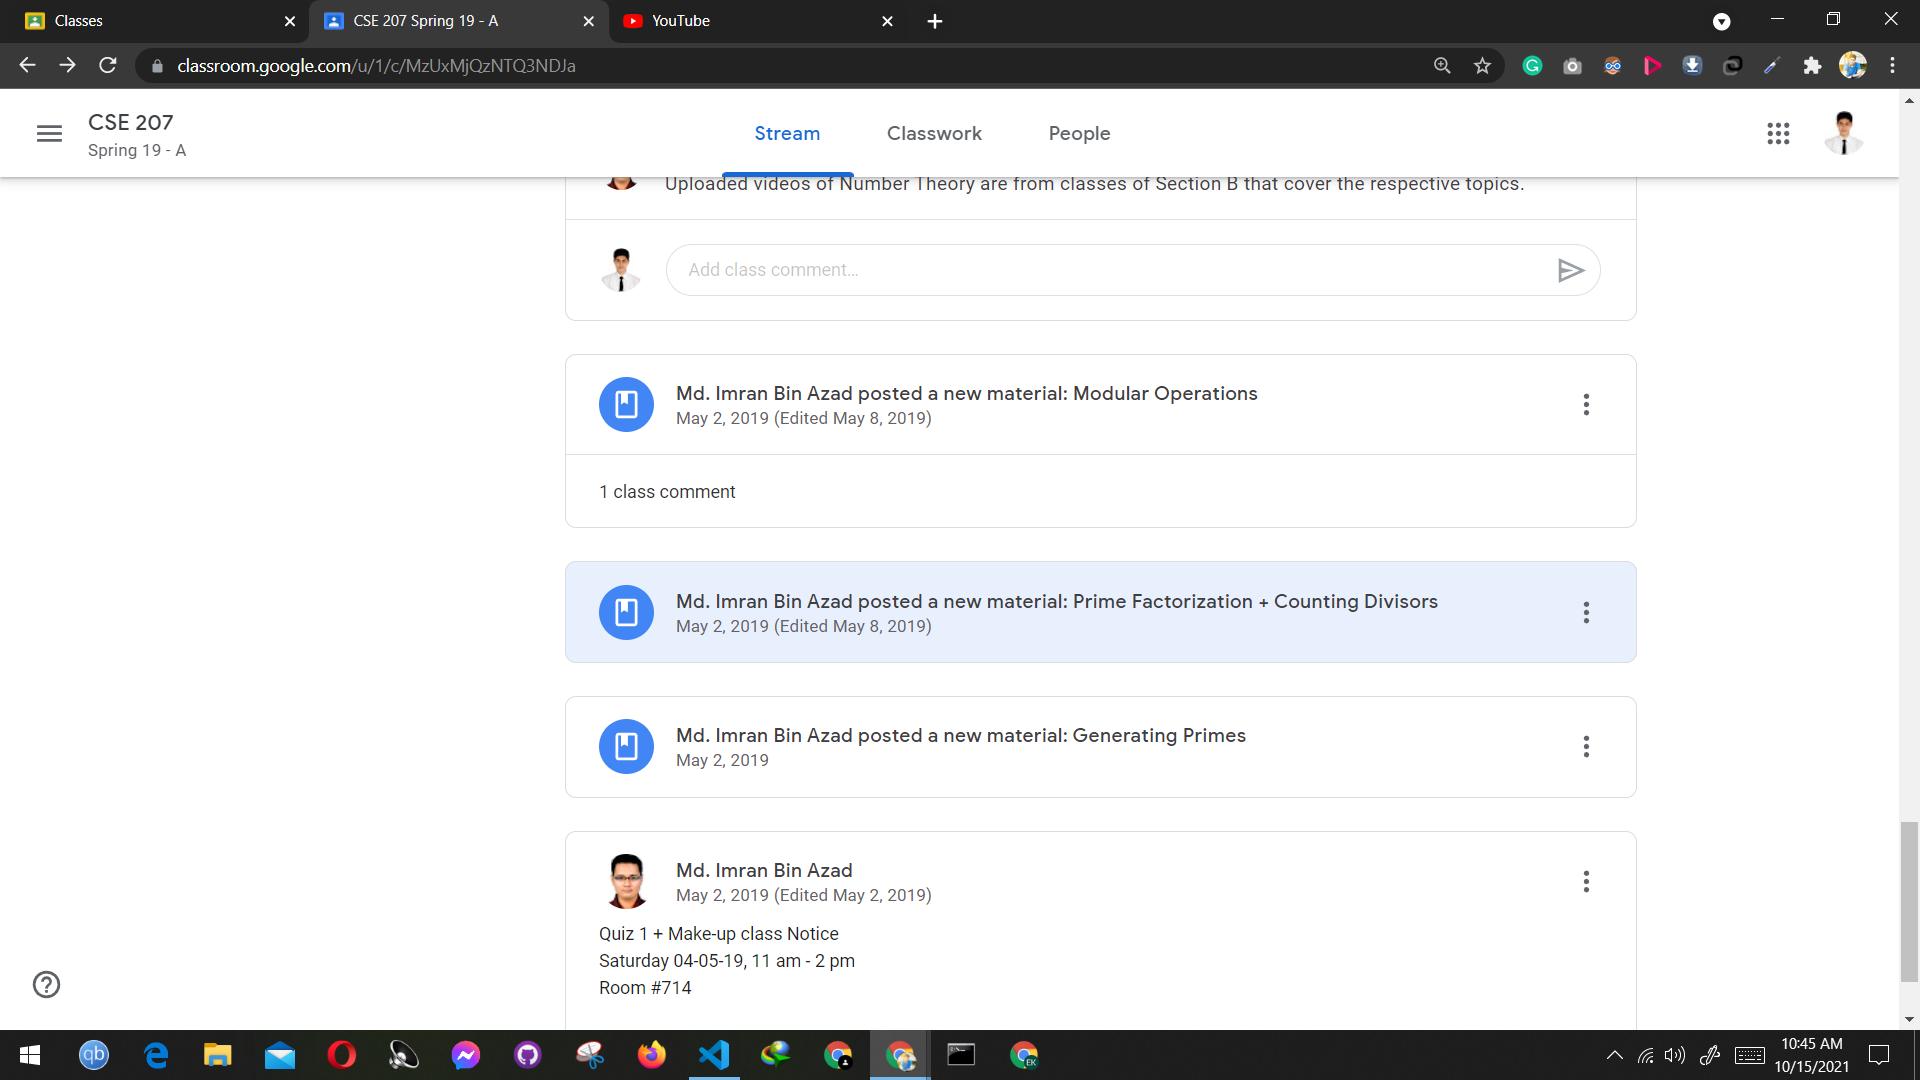 Classes
CSE 207 Spring 19 - A
YouTube
classroom.google.com/u/1/c/MzUxMjQzNTQ3NDJa
CSE 207
Spring 19 - A
Stream
Classwork
People
Uploaded videos of Number Theory are from classes of Section B that cover the respective topics.
Add class comment...
Md. Imran Bin Azad posted a new material: Modular Operations
May 2, 2019 (Edited May 8, 2019)
1 class comment
Md. Imran Bin Azad posted a new material: Prime Factorization + Counting Divisors
May 2, 2019 (Edited May 8, 2019)
Md. Imran Bin Azad posted a new material: Generating Primes
May 2, 2019
Md. Imran Bin Azad
May 2, 2019 (Edited May 2, 2019)
Quiz 1 + Make-up class Notice
Saturday 04-05-19, 11 am - 2 pm
Room #714
qb
EK
10:45 AM
10/15/2021